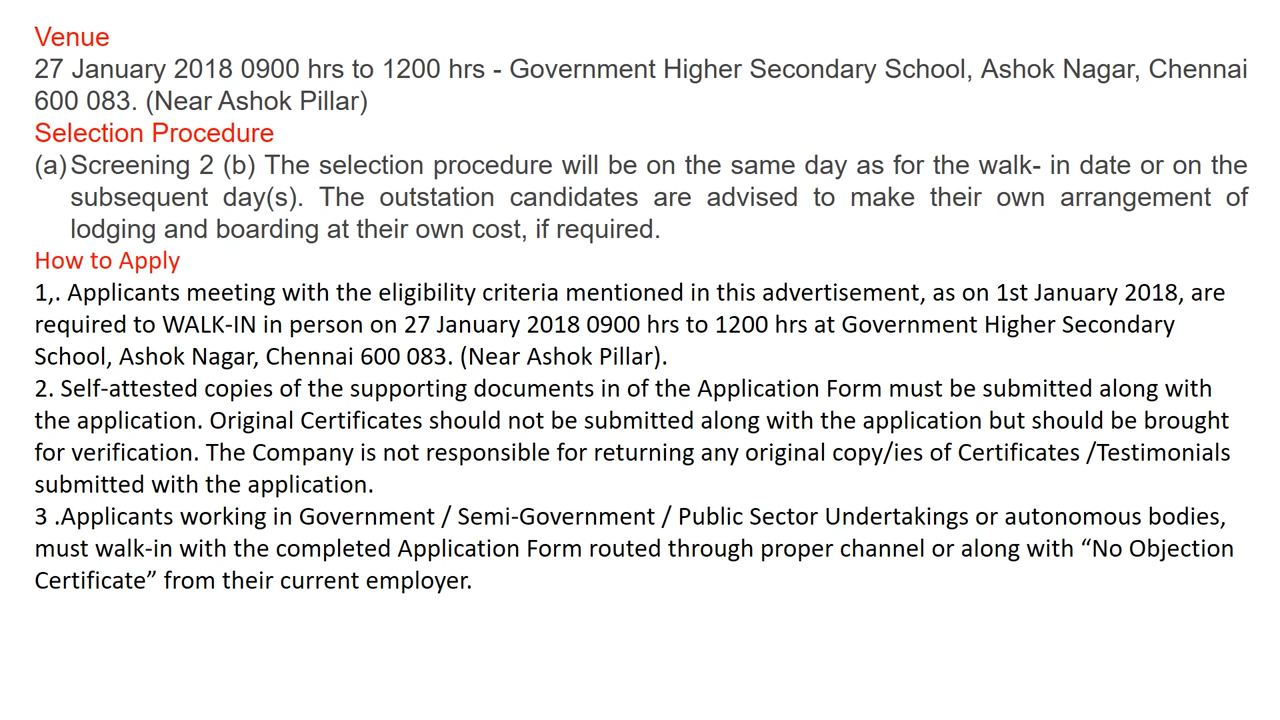 Venue
27 January 2018 0900 hrs to 1200 hrs - Government Higher Secondary School, Ashok Nagar, Chennai
600 083. (Near Ashok Pillar)
Selection Procedure
(a) Screening 2 (b) The selection procedure will be on the same day as for the walk- in date or on the
subsequent day(s). The outstation candidates are advised to make their own arrangement of
lodging and boarding at their own cost, if required.
How to Apply
1,. Applicants meeting with the eligibility criteria mentioned in this advertisement, as on 1st January 2018, are
required to WALK-IN in person on 27 January 2018 0900 hrs to 1200 hrs at Government Higher Secondary
School, Ashok Nagar, Chennai 600 083. (Near Ashok Pillar).
2. Self-attested copies of the supporting documents in of the Application Form must be submitted along with
the application. Original Certificates should not be submitted along with the application but should be brought
for verification. The Company is not responsible for returning any original copy/ies of Certificates /Testimonials
submitted with the application.
3 .Applicants working in Government / Semi-Government / Public Sector Undertakings or autonomous bodies,
must walk-in with the completed Application Form routed through proper channel or along with “No Objection
Certificate” from their current employer.